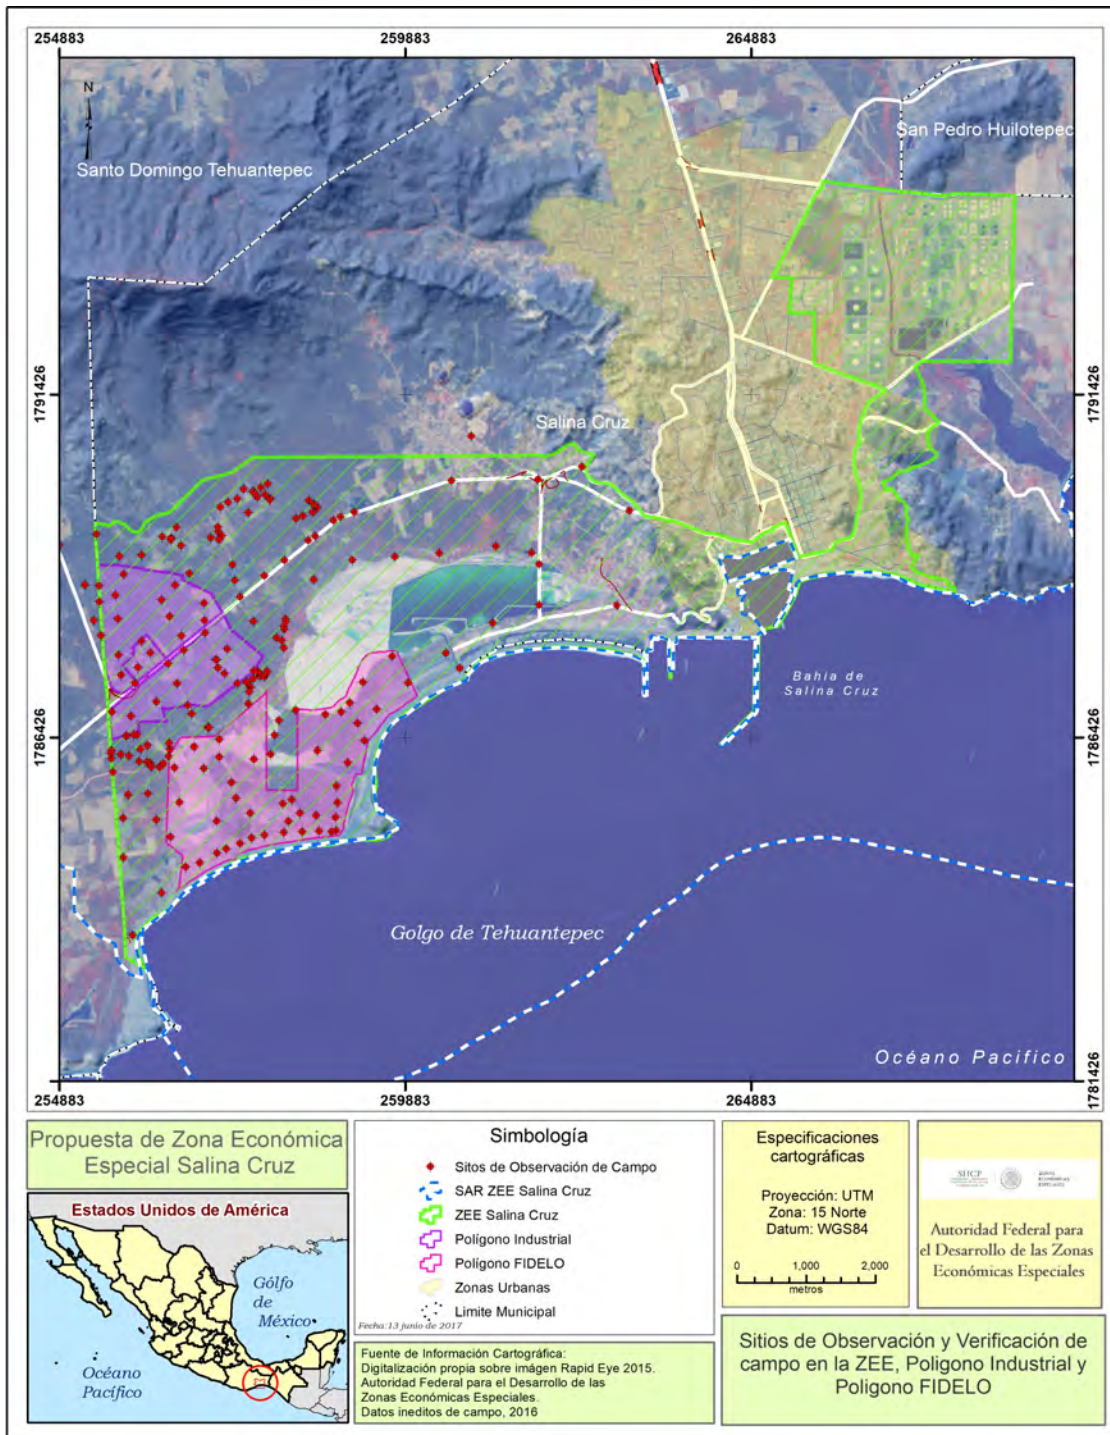 254883 259883 264883
N
San Pedro Huilotepec
Santo Domingo Tehuantepec
1791426 1791426
Salina Cruz
Bahia de
Salina Cruz
1786426 1786426
Golgo de Tehuantepec
Océano Pacifico
1781426
254883 259883 264883
Propuesta de Zona Económica
Especial Salina Cruz
Estados Unidos de América
Gólfo
de
México
Océano
Pacífico
Simbología
Sitos de Observación de Campo
SAR ZEE Salina Cruz
ZEE Salina Cruz
Polígono Industrial
Polígono FIDELO
Zonas Urbanas
Limite Municipal
Fecha:13 junio de 2017
Fuente de Información Cartográfica:
Digitalización propia sobre imágen Rapid Eye 2015.
Autoridad Federal para el Desarrollo de las
Zonas Económicas Especiales.
Datos ineditos de campo, 2016
Especificaciones
cartográficas
Proyección: UTM
Zona: 15 Norte
Datum: WGS84
0 1,000 2,000
metros
SHCP
ZONAS
ECONÓMICAS
ESPECIALES
Autoridad Federal para
el Desarrollo de las Zonas
Económicas Especiales
Sitios de Observación y Verificación de
campo en la ZEE, Poligono Industrial y
Poligono FIDELO